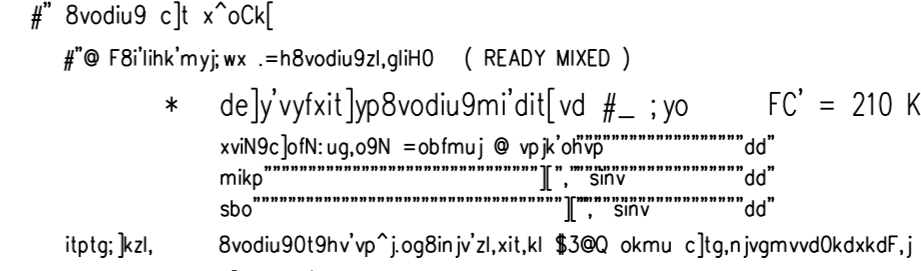 #" 8vodiu9 c]t x^oCk[
#"@ F8i'lihk'myj;wx .=h8vodiu9zl,gliHO ( READY MIXED )
* de]y'vyfxit]yp8vodiu9mi'dit[vd #_ ;yo FC' = 210 K
xviN9c]ofN:ug,o9N =obfmuj @ vpjk'ohvp""""""""""""""""""""dd"
mikp""""""""""""""""""""""""""""""""][","""sinv"""""""""""""dd"
sbo""""""""""""""""""""""""""""""""""][","" sinv"""""""""""""dd"
itptg;]kzl, 8vodiu90t9hv'vp^j.og8injv'zl,xit,kl $3@Q okmu c]tg,njvgmvvd0kdxkdF,j